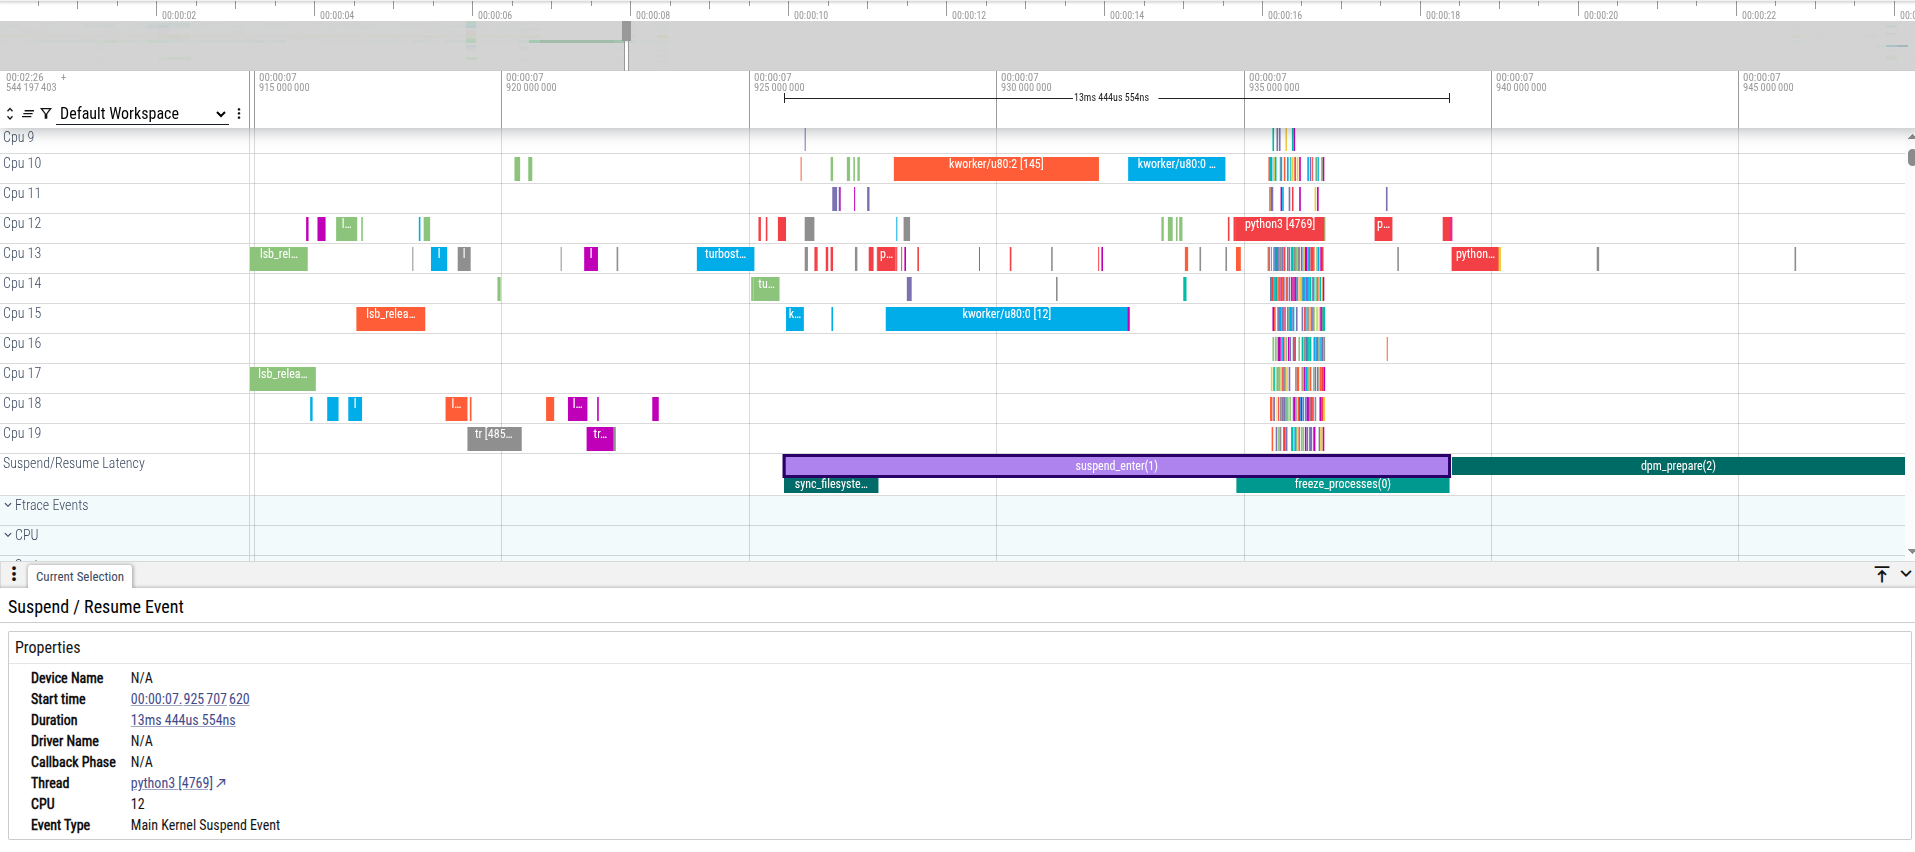 00:00:02 00:00:04 00:00:06 00:00:08 00:00:10 00:00:12 00:00:14 00:00:16 00:00:18 00:00:20 00:00:22
00:02:26 + 00:00:07 00:00:07 00:00:07 00:00:07 00:00:07 00:00:07 00:00:07
544 197 403 915 000 000 920 000 000 925 000 000 930 000 000 935 000 000 940 000 000 945 000 000
13ms 444us 554ns
Default Workspace
Cpu 9
Cpu 10 kworker/u80:2 [145] kworker/u80:0 ...
Cpu 11
Cpu 12 l... python3 [4769] p...
Cpu 13 lsb_rel... l l l turbost... p... python...
Cpu 14 tu...
Cpu 15 lsb_relea... k... kworker/u80:0 [12]
Cpu 16
Cpu 17 lsb_relea...
Cpu 18 l l... l...
Cpu 19 tr [485... tr...
Suspend/Resume Latency suspend_enter(1) dpm_prepare(2)
sync_filesyste... freeze_processes(0)
Ftrace Events
CPU
Current Selection
Suspend / Resume Event
Properties
Device Name N/A
Start time 00:00:07.925 707 620
Duration 13ms 444us 554ns
Driver Name N/A
Callback Phase N/A
Thread python3 [4769]
CPU 12
Event Type Main Kernel Suspend Event